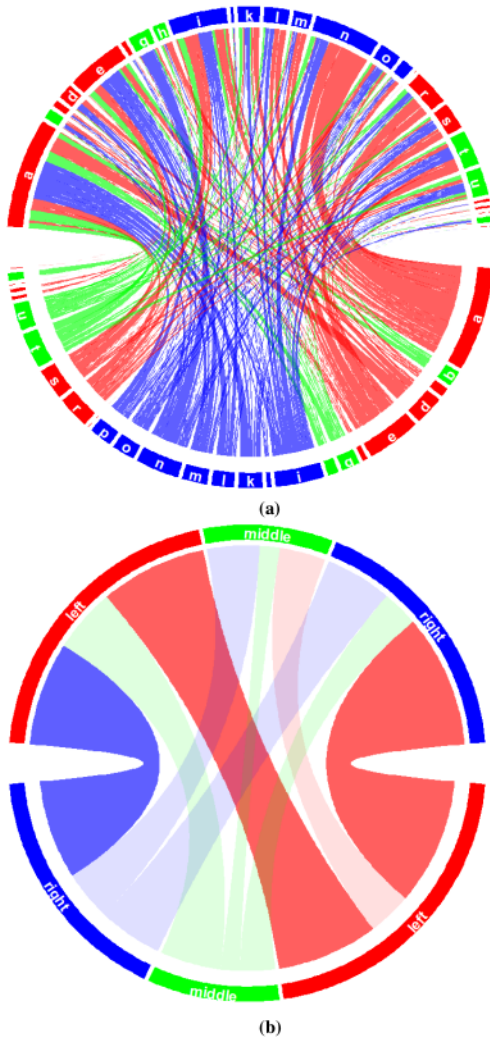 a d e g h i k l m n o r s t u
u t s r p o n m l k i g e d b a
(a)
left middle right
right middle left
(b)